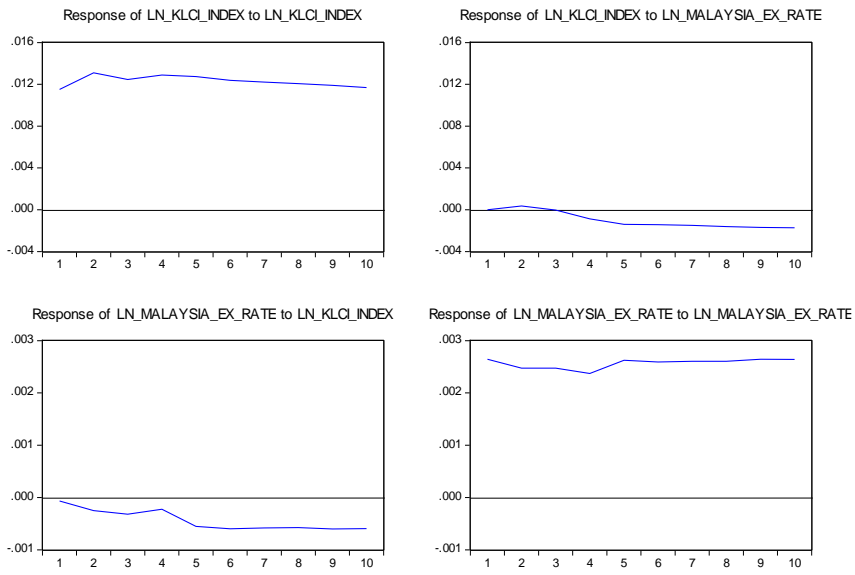 Response of LN_KLCI_INDEX to LN_KLCI_INDEX
.016
.012
.008
.004
.000
-.004
1 2 3 4 5 6 7 8 9 10
Response of LN_KLCI_INDEX to LN_MALAYSIA_EX_RATE
.016
.012
.008
.004
.000
-.004
1 2 3 4 5 6 7 8 9 10
Response of LN_MALAYSIA_EX_RATE to LN_KLCI_INDEX
.003
.002
.001
.000
-.001
1 2 3 4 5 6 7 8 9 10
Response of LN_MALAYSIA_EX_RATE to LN_MALAYSIA_EX_RATE
.003
.002
.001
.000
-.001
1 2 3 4 5 6 7 8 9 10